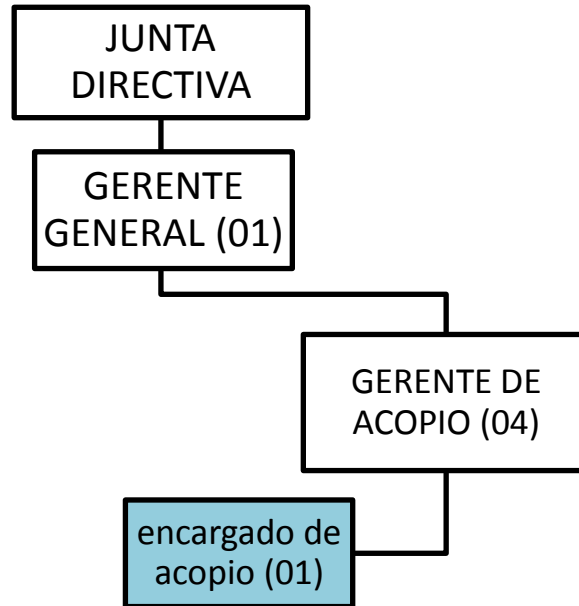 JUNTA
DIRECTIVA
GERENTE
GENERAL (01)
GERENTE DE
ACOPIO (04)
encargado de
acopio (01)